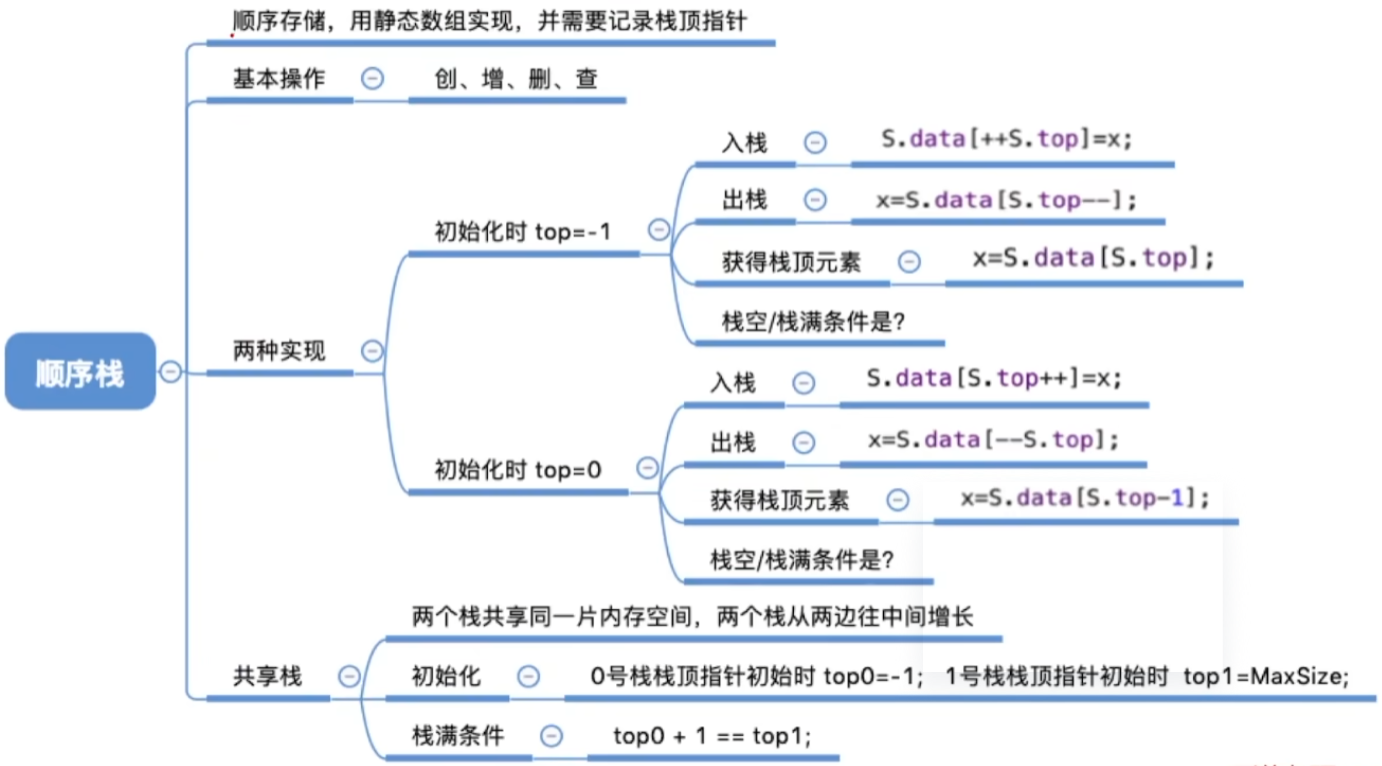 顺序存储，用静态数组实现，并需要记录栈顶指针
基本操作
创、增、删、查
入栈
S.data[++S.top]=x;
出栈
x=S.data[S.top--];
初始化时 top=-1
获得栈顶元素
x=S.data[S.top];
栈空/栈满条件是?
两种实现
顺序栈
入栈
S.data[S.top++]=x;
出栈
x=S.data[--S.top];
初始化时 top=0
获得栈顶元素
x=S.data[S.top-1];
栈空/栈满条件是?
两个栈共享同一片内存空间，两个栈从两边往中间增长
共享栈
初始化
0号栈栈顶指针初始时 top0=-1; 1号栈栈顶指针初始时 top1=MaxSize;
栈满条件
top0 + 1 == top1;